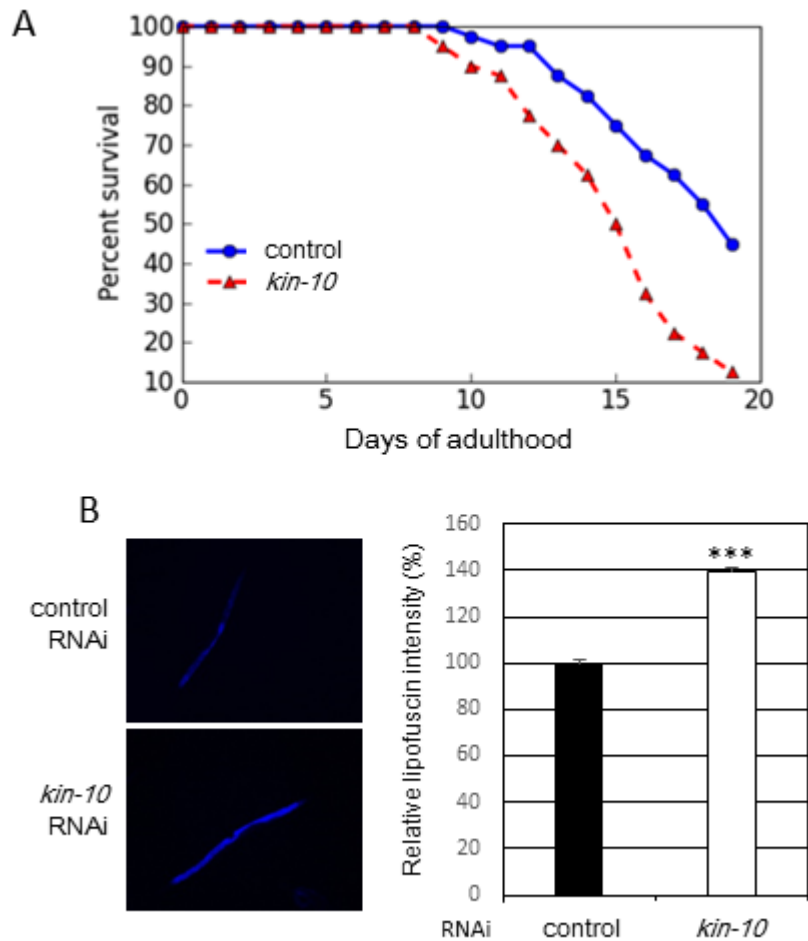 A
Percent survival
100
90
80
70
60
50
40
30
20
10
control
kin-10
0 5 10 15 20
Days of adulthood
B
control
RNAi
kin-10
RNAi
Relative lipofuscin intensity (%)
160
140
120
100
80
60
40
20
0
***
RNAi control kin-10